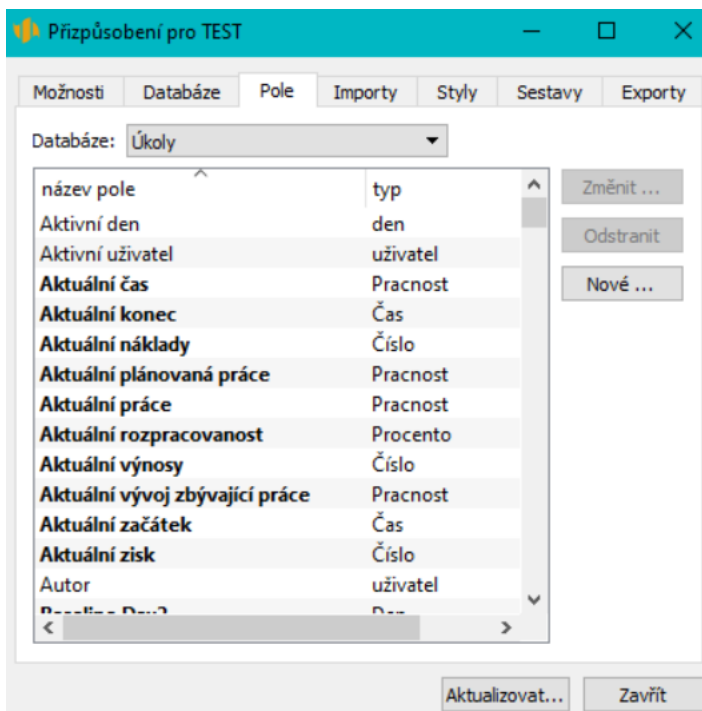 Přizpůsobení pro TEST
Možnosti Databáze Pole Importy Styly Sestavy Exporty
Databáze: Úkoly
název pole typ
Změnit ...
Aktivní den den
Odstranit
Aktivní uživatel uživatel
Aktuální čas Pracnost
Nové ...
Aktuální konec Čas
Aktuální náklady Číslo
Aktuální plánovaná práce Pracnost
Aktuální práce Pracnost
Aktuální rozpracovanost Procento
Aktuální výnosy Číslo
Aktuální vývoj zbývající práce Pracnost
Aktuální začátek Čas
Aktuální zisk Číslo
Autor uživatel
Aktualizovat... Zavřít